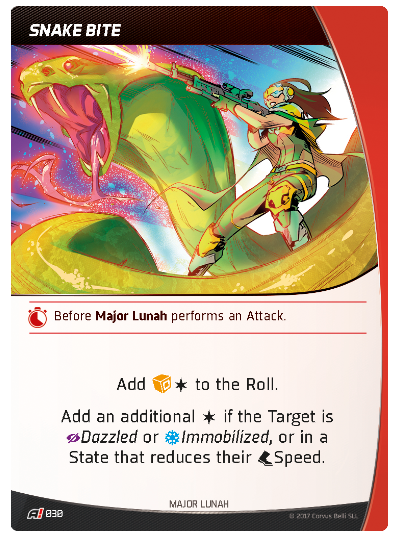 SNAKE BITE
Before Major Lunah performs an Attack.
Add to the Roll.
Add an additional if the Target is
Dazzled or Immobilized, or in a
State that reduces their Speed.
MAJOR LUNAH
A! 030
© 2017 Corvus Belli SLL